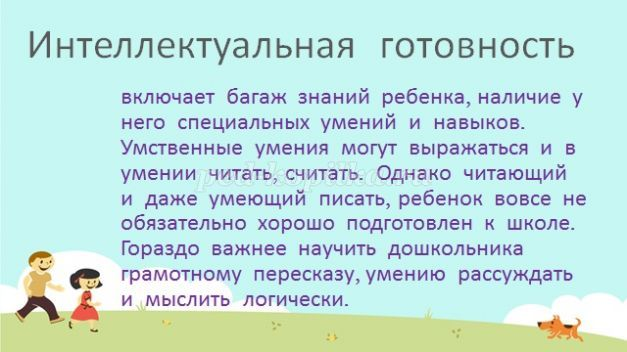 Интеллектуальная готовность
включает багаж знаний ребенка, наличие у
него специальных умений и навыков.
Умственные умения могут выражаться и в
умении читать, считать. Однако читающий
и даже умеющий писать, ребенок вовсе не
обязательно хорошо подготовлен к школе.
Гораздо важнее научить дошкольника
грамотному пересказу, умению рассуждать
и мыслить логически.